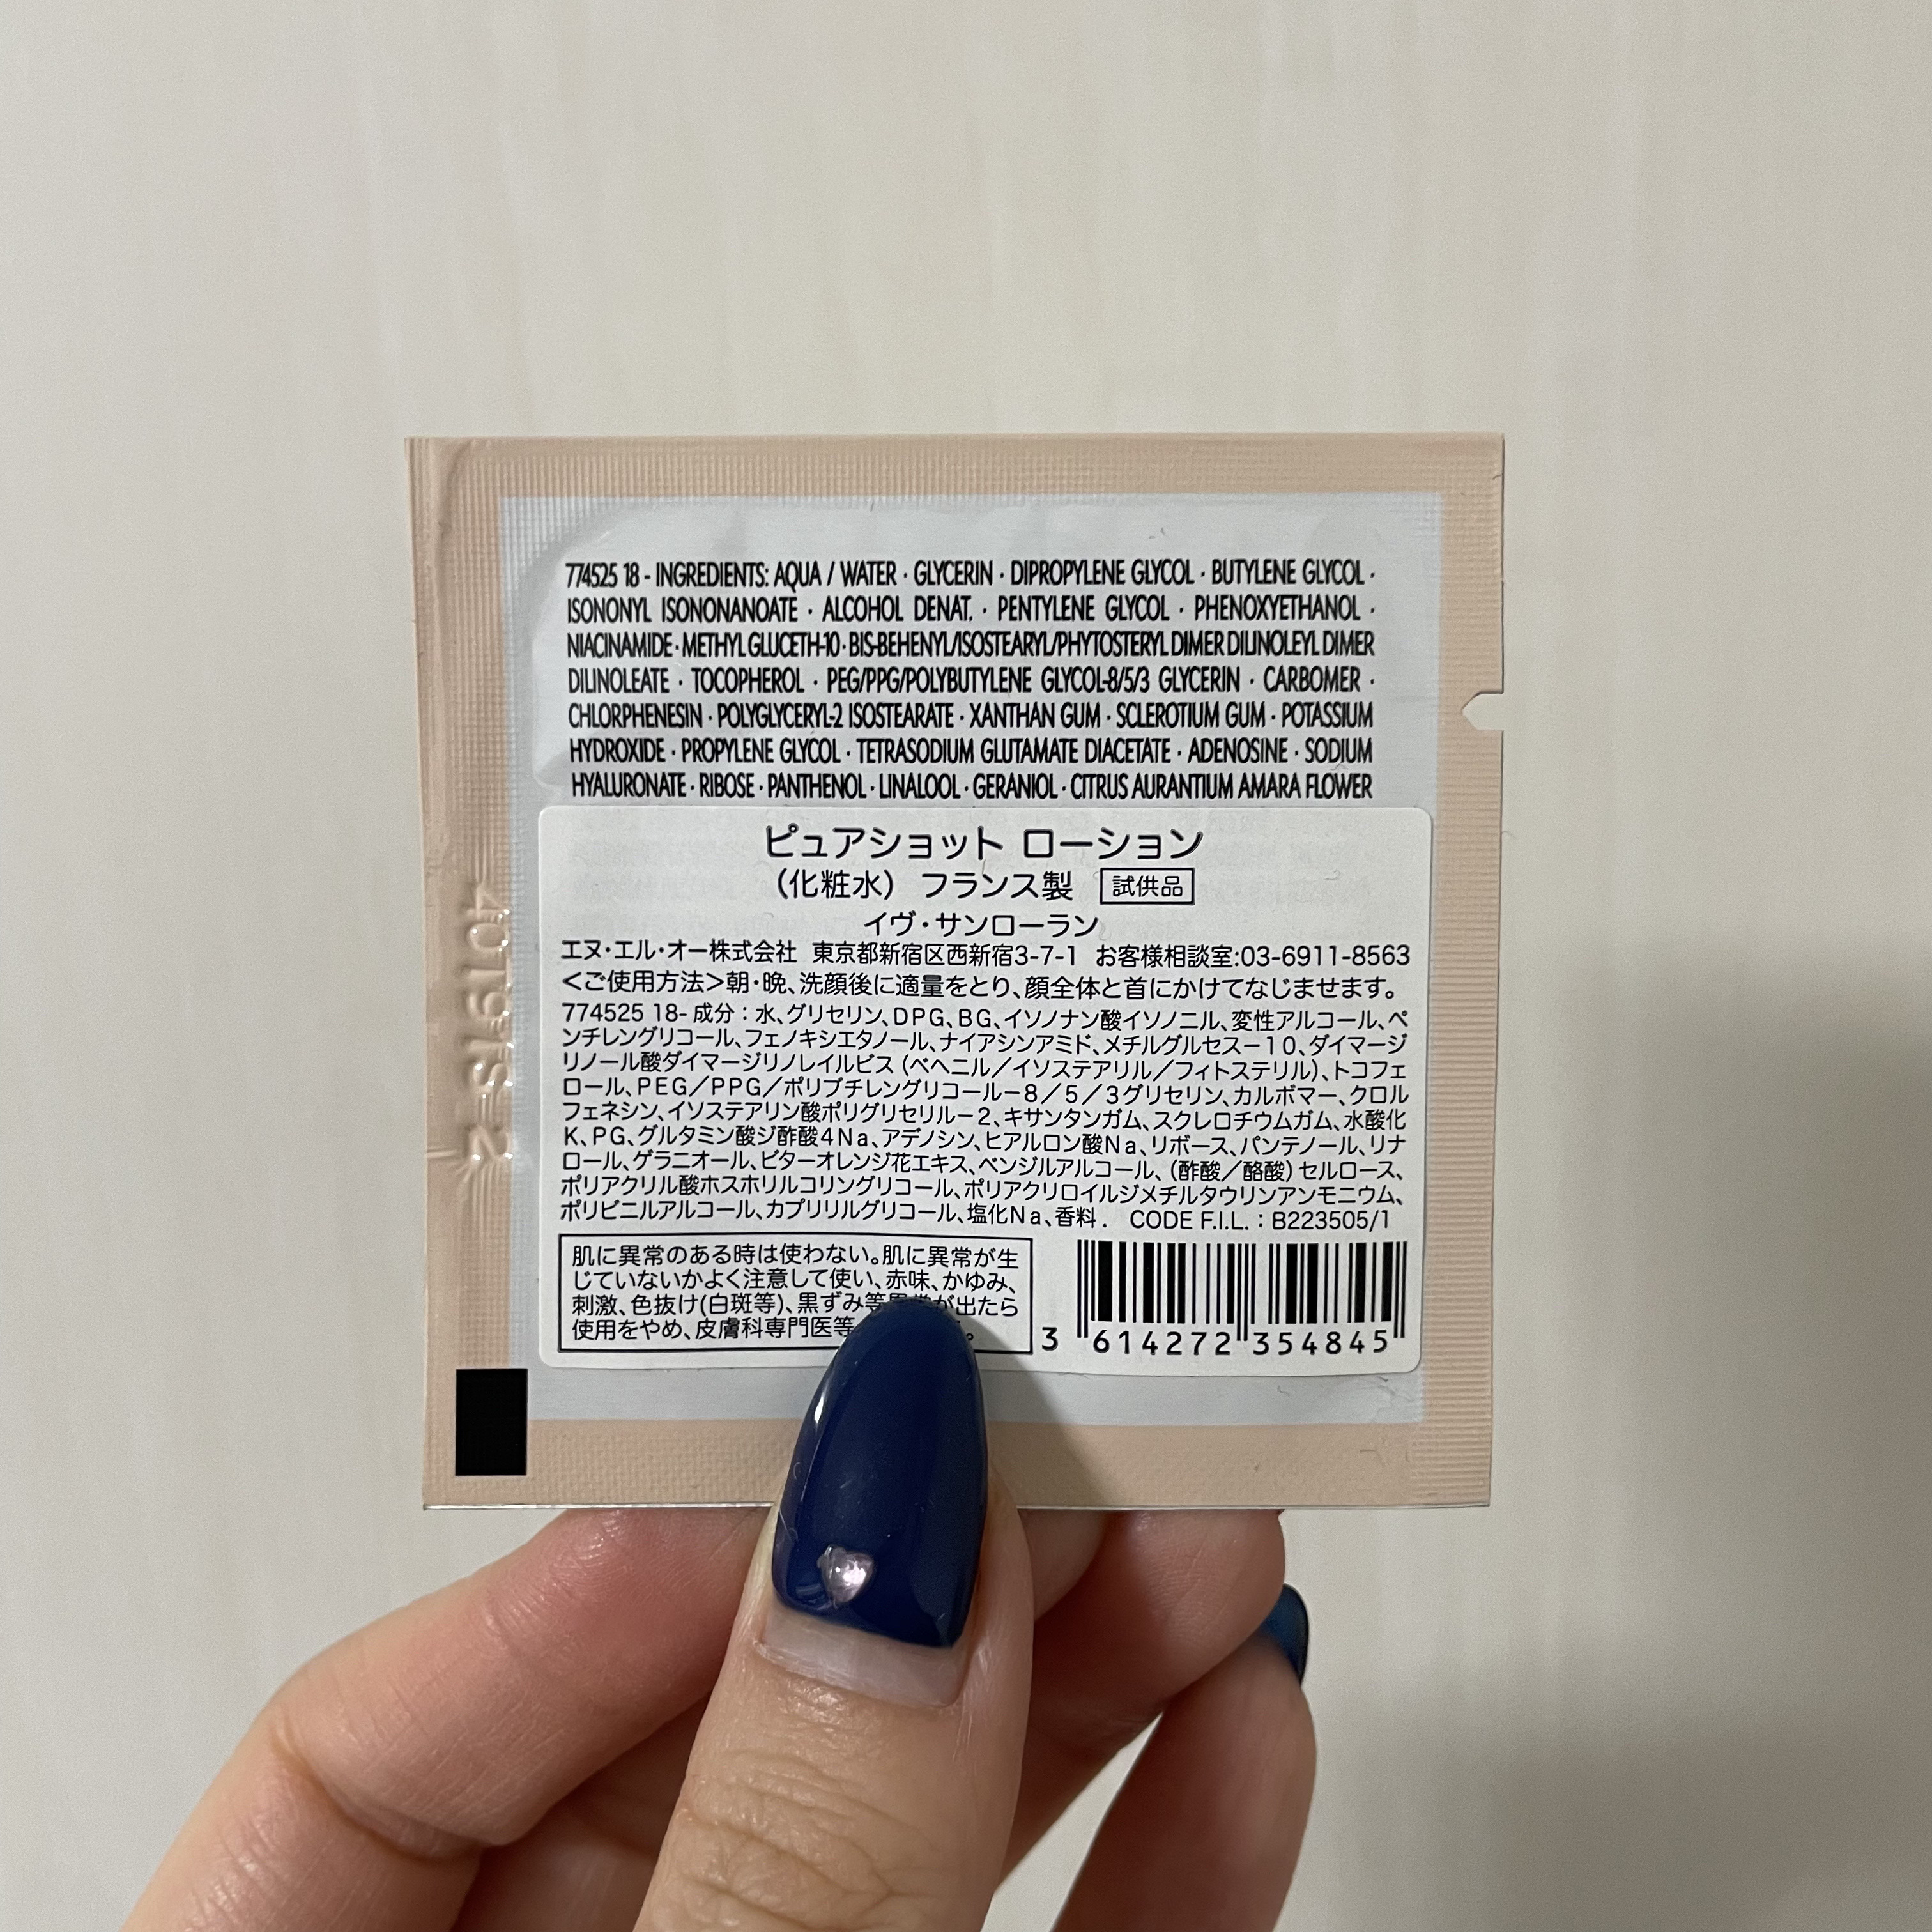 774525 18 - INGREDIENTS: AQUA / WATER · GLYCERIN · DIPROPYLENE GLYCOL · BUTYLENE GLYCOL ·
ISONONYL ISONONANOATE · ALCOHOL DENAT. · PENTYLENE GLYCOL · PHENOXYETHANOL ·
NIACINAMIDE · METHYL GLUCETH-10 · BIS-BEHENYL/ISOSTEARYL/PHYTOSTERYL DIMER DILINOLEYL DIMER
DILINOLEATE · TOCOPHEROL · PEG/PPG/POLYBUTYLENE GLYCOL-8/5/3 GLYCERIN · CARBOMER ·
CHLORPHENESIN · POLYGLYCERYL-2 ISOSTEARATE · XANTHAN GUM · SCLEROTIUM GUM · POTASSIUM
HYDROXIDE · PROPYLENE GLYCOL · TETRASODIUM GLUTAMATE DIACETATE · ADENOSINE · SODIUM
HYALURONATE · RIBOSE · PANTHENOL · LINALOOL · GERANIOL · CITRUS AURANTIUM AMARA FLOWER
ピュアショット ローション
（化粧水） フランス製 試供品
イヴ・サンローラン
エヌ・エル・オー株式会社 東京都新宿区西新宿3-7-1 お客様相談室:03-6911-8563
＜ご使用方法＞朝・晩、洗顔後に適量をとり、顔全体と首にかけてなじませます。
774525 18- 成分：水、グリセリン、DPG、BG、イソノナン酸イソノニル、変性アルコール、ペ
ンチレングリコール、フェノキシエタノール、ナイアシンアミド、メチルグルセス－１０、ダイマージ
リノール酸ダイマージリノレイルビス（ベヘニル／イソステアリル／フィトステリル）、トコフェ
ロール、PEG／PPG／ポリブチレングリコール－８／５／３グリセリン、カルボマー、クロル
フェネシン、イソステアリン酸ポリグリセリル－２、キサンタンガム、スクレロチウムガム、水酸化
K、PG、グルタミン酸ジ酢酸4Na、アデノシン、ヒアルロン酸Na、リボース、パンテノール、リナ
ロール、ゲラニオール、ビターオレンジ花エキス、ベンジルアルコール、（酢酸／酪酸）セルロース、
ポリアクリル酸ホスホリルコリングリコール、ポリアクリロイルジメチルタウリンアンモニウム、
ポリビニルアルコール、カプリリルグリコール、塩化Na、香料． CODE F.I.L.：B223505/1
肌に異常のある時は使わない。肌に異常が生
じていないかよく注意して使い、赤味、かゆみ、
刺激、色抜け(白斑等)、黒ずみ等 が出たら
使用をやめ、皮膚科専門医等 。
3 614272 354845